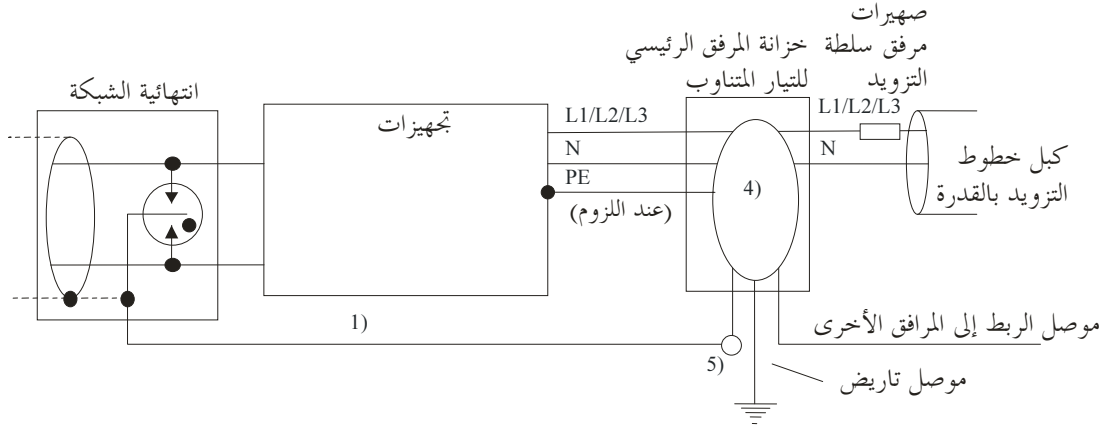 صهيرات
مرفق سلطة
التزويد
خزانة المرفق الرئيسي
للتيار المتناوب
انتهائية الشبكة
تجهيزات
L1/L2/L3
N
PE
(عند اللزوم)
4)
L1/L2/L3
N
كبل خطوط
التزويد بالقدرة
1)
5)
موصل الربط إلى المرافق الأخرى
موصل تاريض